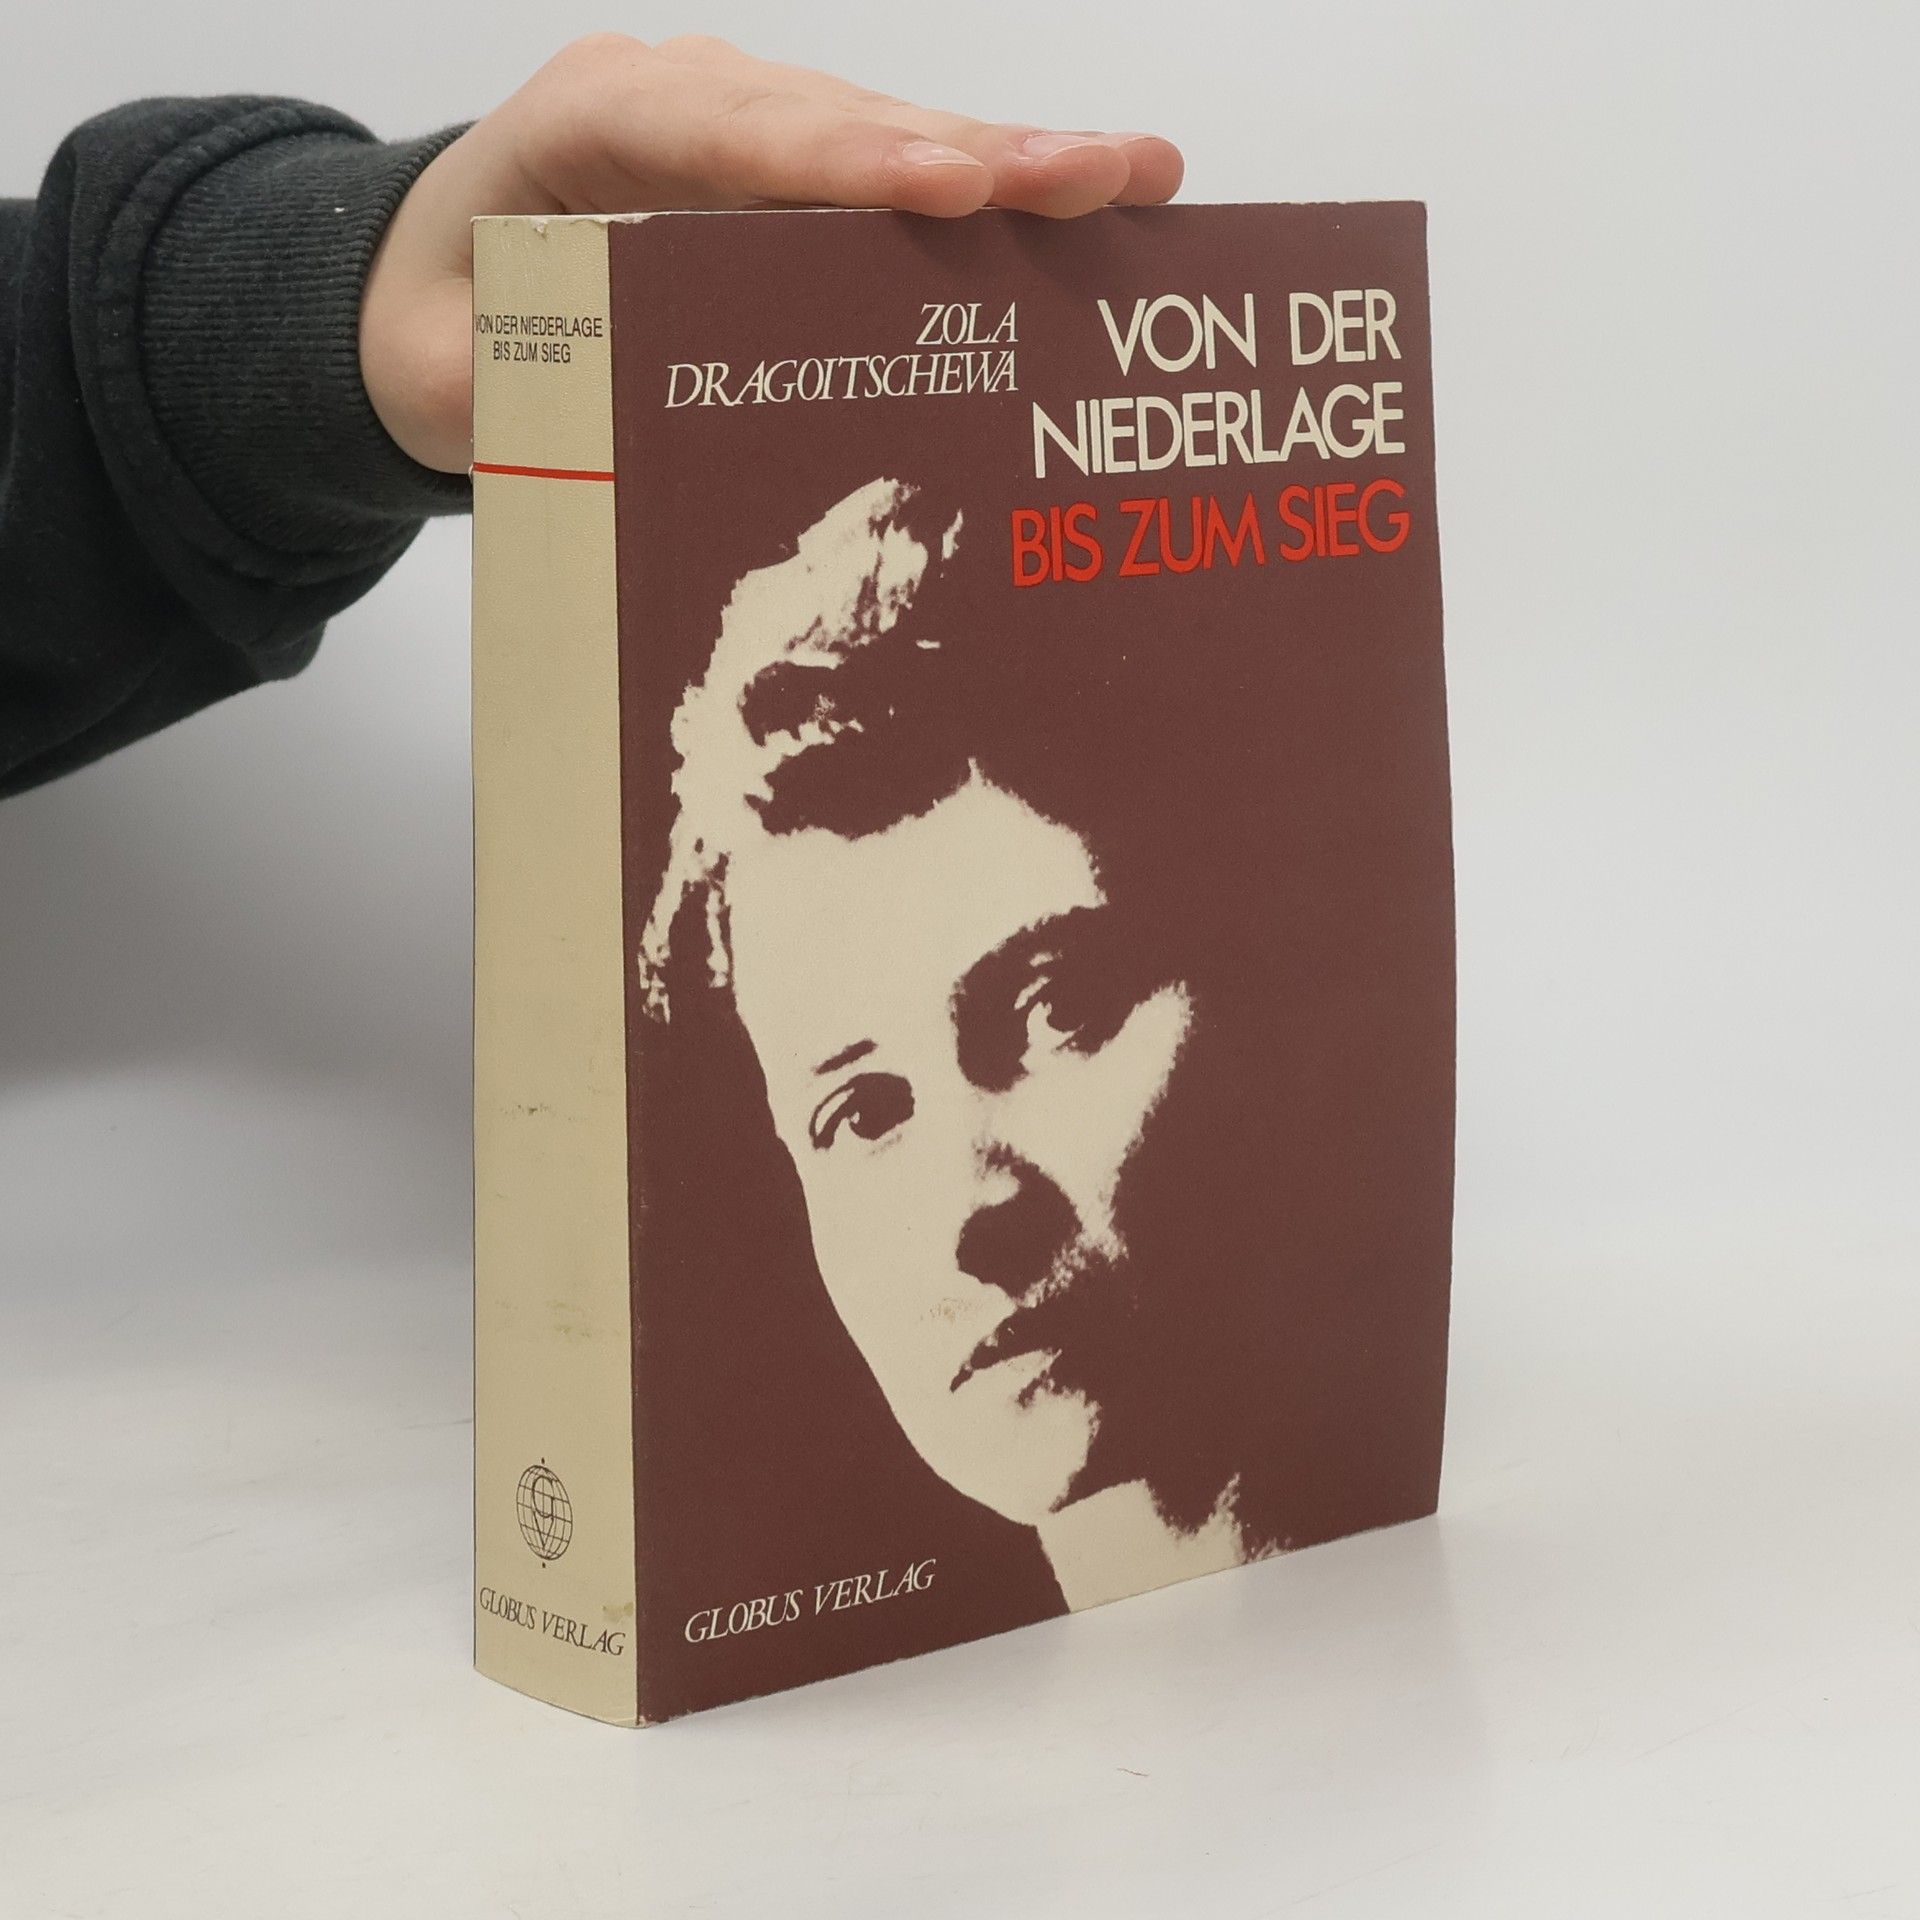 VON DER NIEDERLAGE
BIS ZUM SIEG
GLOBUS VERLAG
ZOLA
DRAGOITSCHEWA
VON DER
NIEDERLAGE
BIS ZUM SIEG
GLOBUS VERLAG